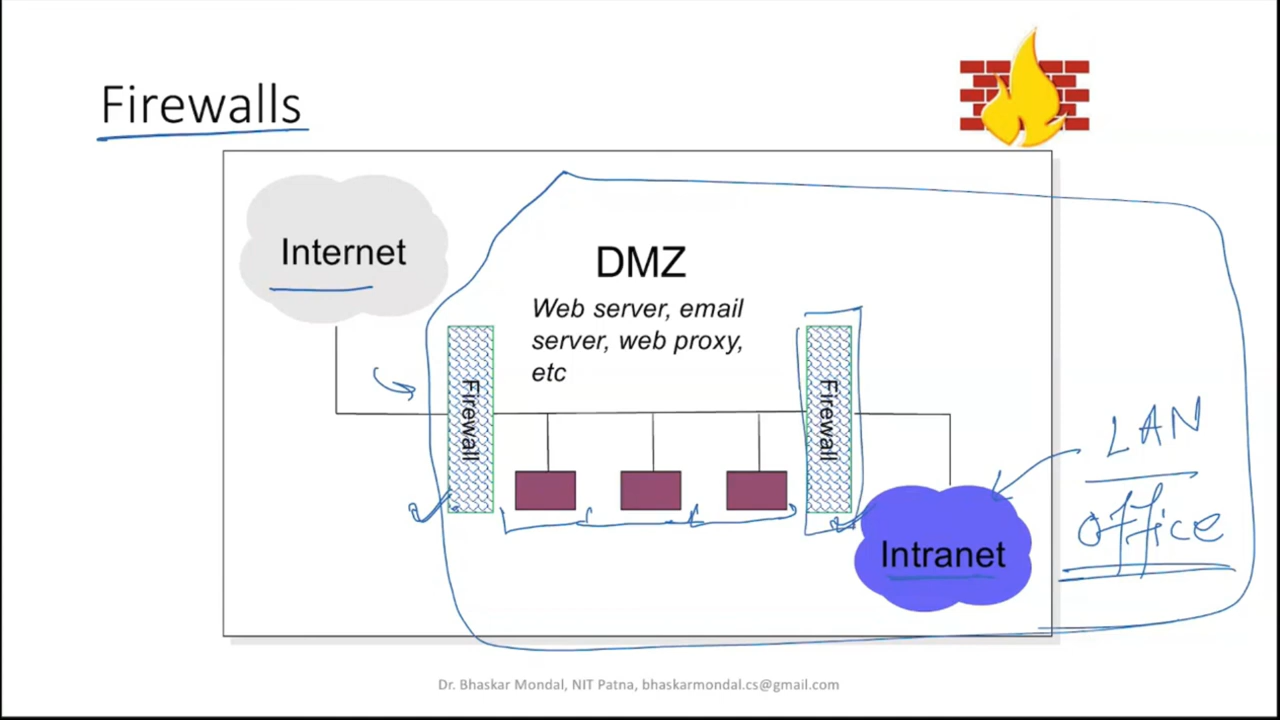 Firewalls
Internet
DMZ
Web server, email
server, web proxy,
etc
Firewall
Firewall
LAN
office
Intranet
Dr. Bhaskar Mondal, NIT Patna, bhaskarmondal.cs@gmail.com